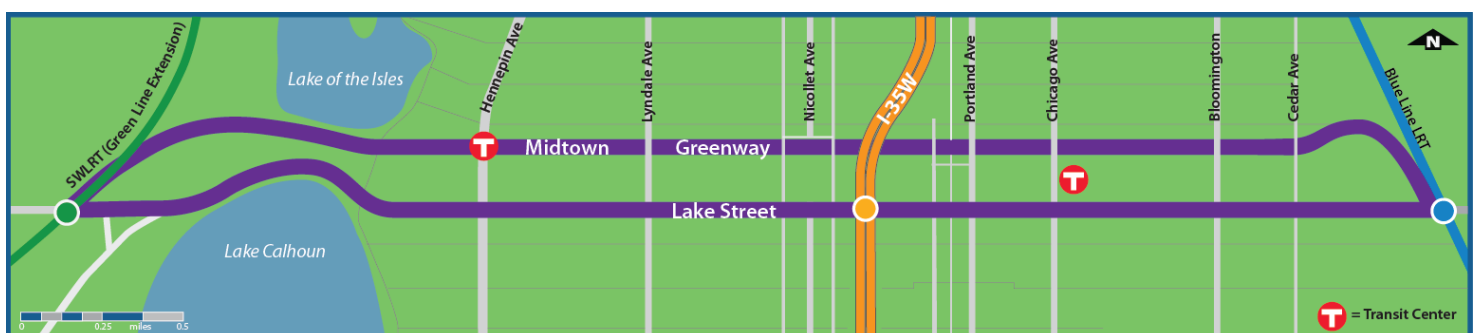 SWLRT (Green Line Extension)
Lake of the Isles
Hennepin Ave
Lyndale Ave
Nicollet Ave
I-35W
Portland Ave
Chicago Ave
Bloomington
Cedar Ave
Blue Line LRT
N
T
Midtown Greenway
T
Lake Street
Lake Calhoun
0 0.25 miles 0.5
T = Transit Center